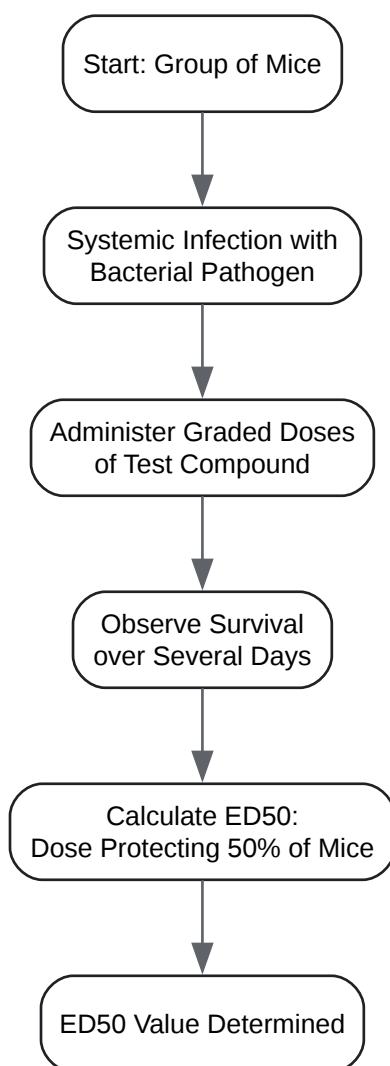 Start: Group of Mice
Systemic Infection with
Bacterial Pathogen
Administer Graded Doses
of Test Compound
Observe Survival
over Several Days
Calculate ED50:
Dose Protecting 50% of Mice
ED50 Value Determined